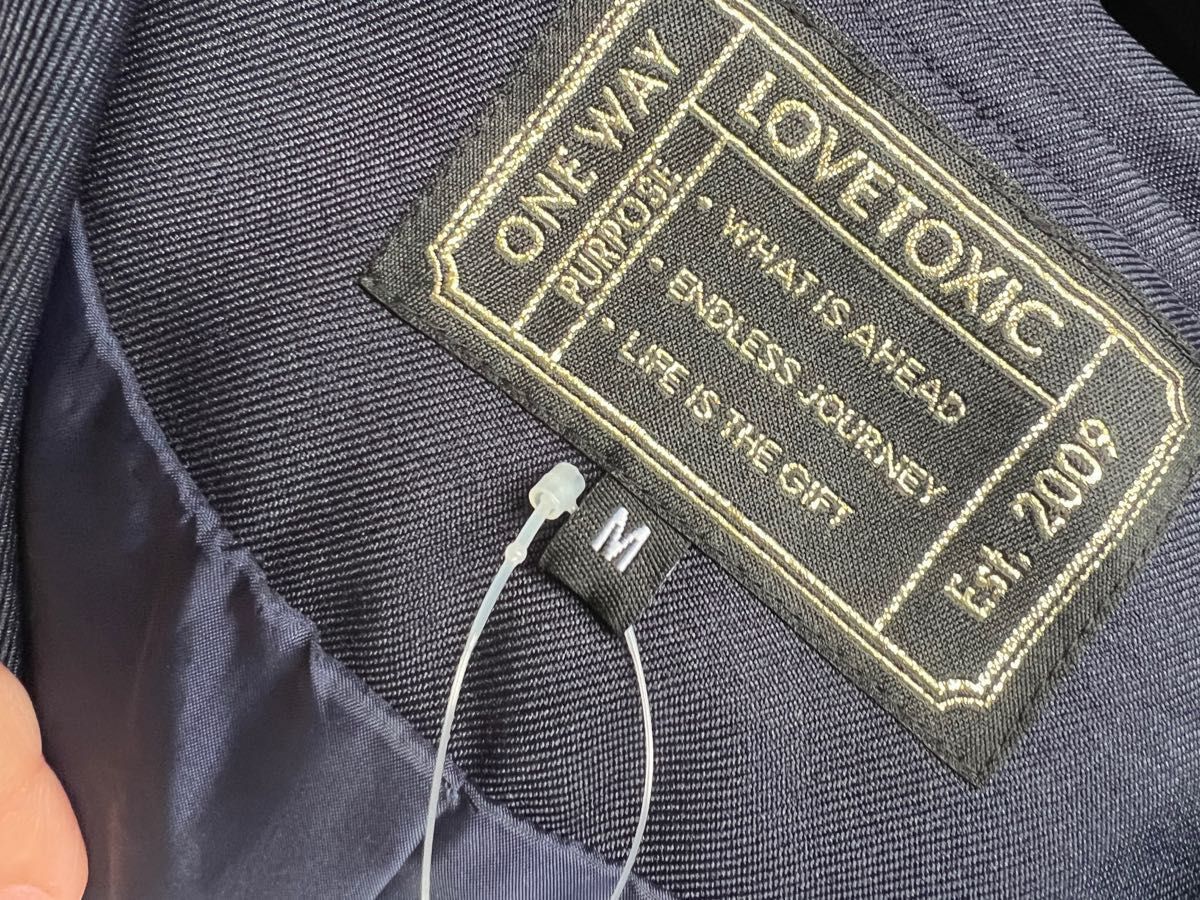 ONE WAY
PURPOSE
LOVETOXIC
• WHAT IS AHEAD
• ENDLESS JOURNEY
• LIFE IS THE GIFT
Est. 2009
M